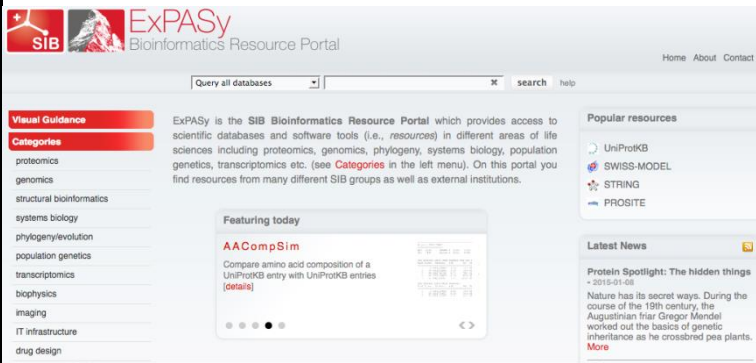 SIB
ExPASy
Bioinformatics Resource Portal
Home About Contact
Query all databases
search help
Visual Guidance
Categories
proteomics
genomics
structural bioinformatics
systems biology
phylogeny/evolution
population genetics
transcriptomics
biophysics
imaging
IT infrastructure
drug design
ExPASy is the SIB Bioinformatics Resource Portal which provides access to
scientific databases and software tools (i.e., resources) in different areas of life
sciences including proteomics, genomics, phylogeny, systems biology, population
genetics, transcriptomics etc. (see Categories in the left menu). On this portal you
find resources from many different SIB groups as well as external institutions.
Featuring today
AACompSim
Compare amino acid composition of a
UniProtKB entry with UniProtKB entries
[details]
Popular resources
UniProtKB
SWISS-MODEL
STRING
PROSITE
Latest News
Protein Spotlight: The hidden things
- 2015-01-08
Nature has its secret ways. During the
course of the 19th century, the
Augustinian friar Gregor Mendel
worked out the basics of genetic
inheritance as he crossbred pea plants.
More